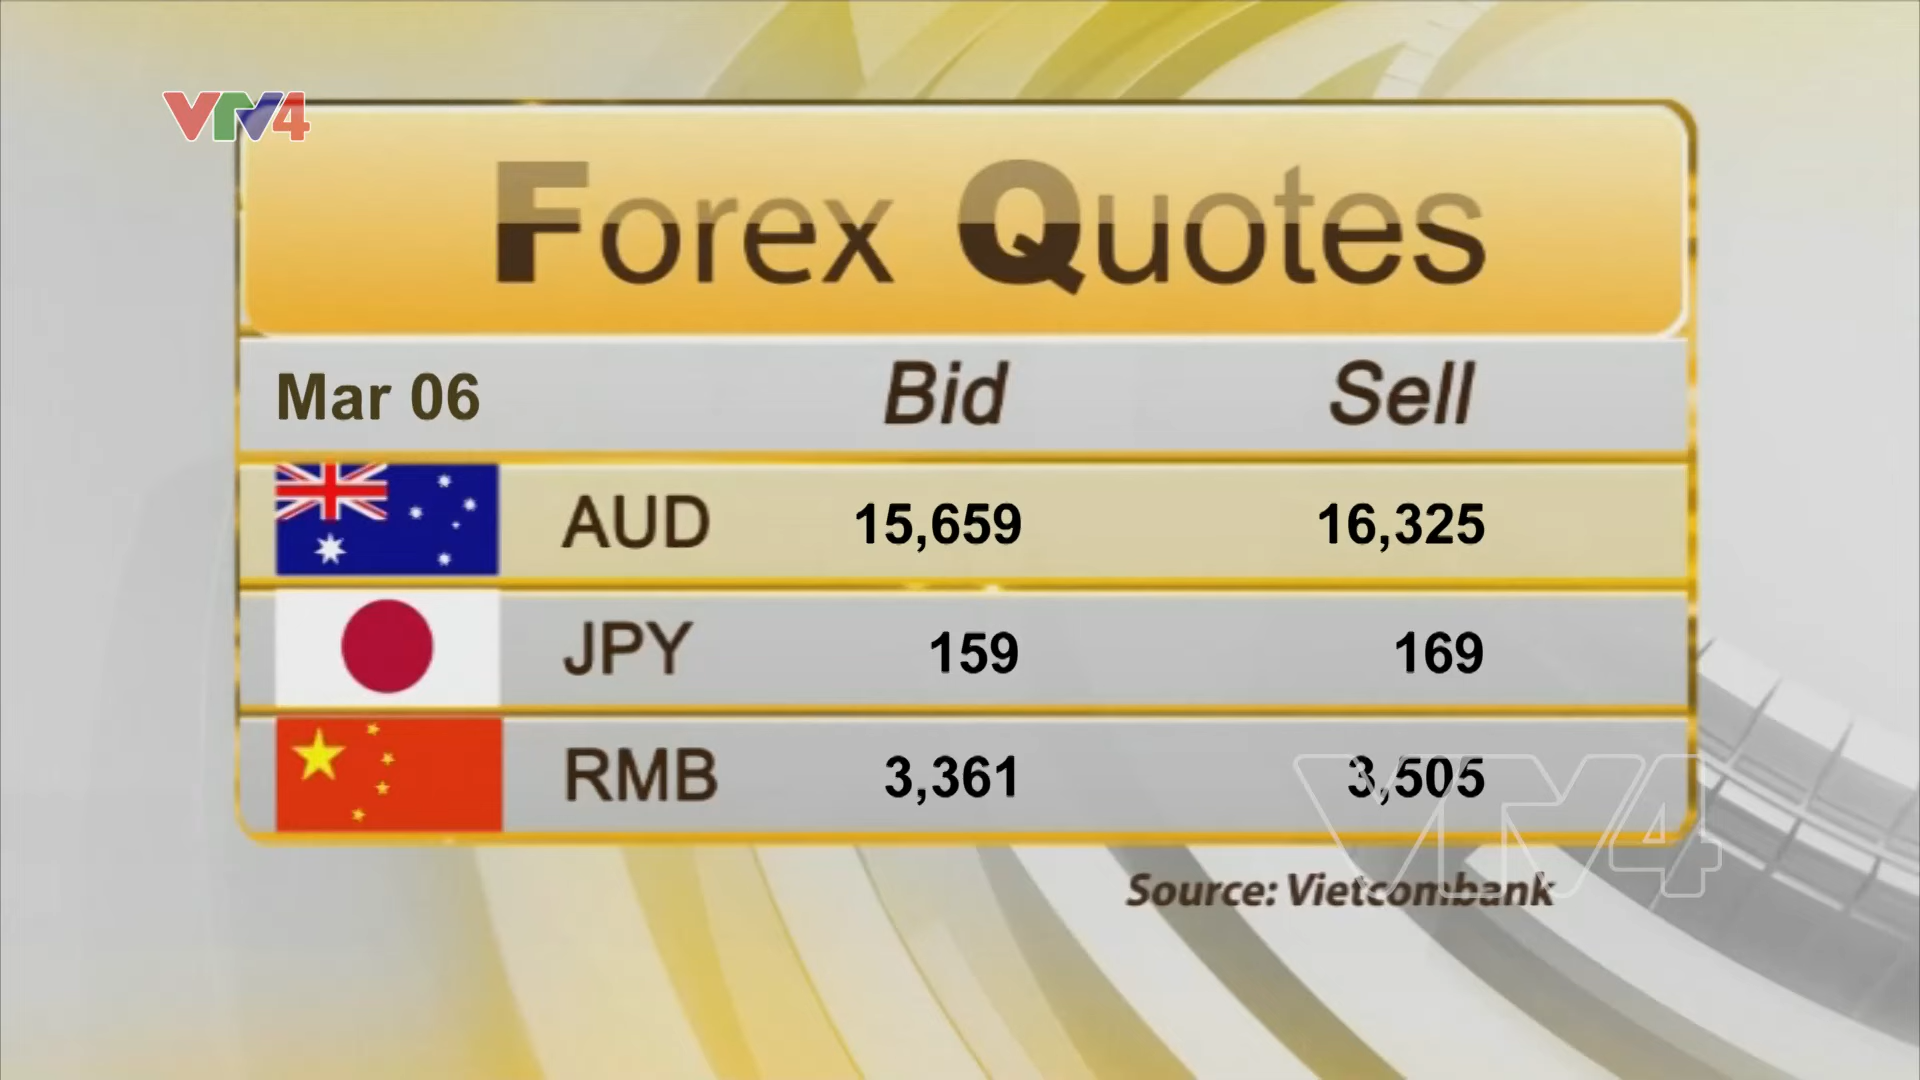 VTV4
Forex Quotes
Mar 06 Bid Sell
AUD 15,659 16,325
JPY 159 169
RMB 3,361 3,505
VTV4
Source: Vietcombank